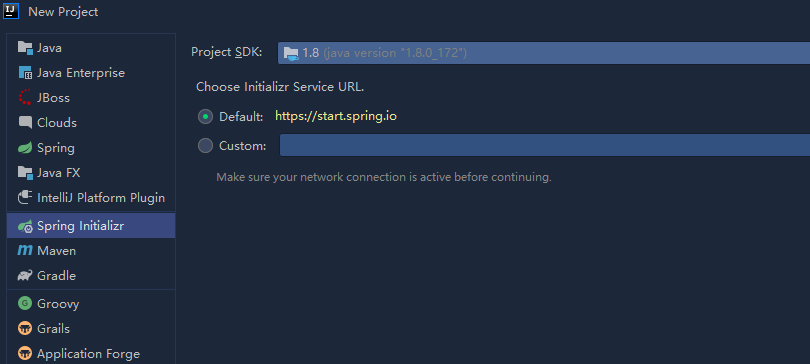 New Project
Java
Java Enterprise
JBoss
Clouds
Spring
Java FX
IntelliJ Platform Plugin
Spring Initializr
Maven
Gradle
Groovy
Grails
Application Forge
Project SDK: 1.8 (java version "1.8.0_172")
Choose Initializr Service URL.
Default: https://start.spring.io
Custom:
Make sure your network connection is active before continuing.